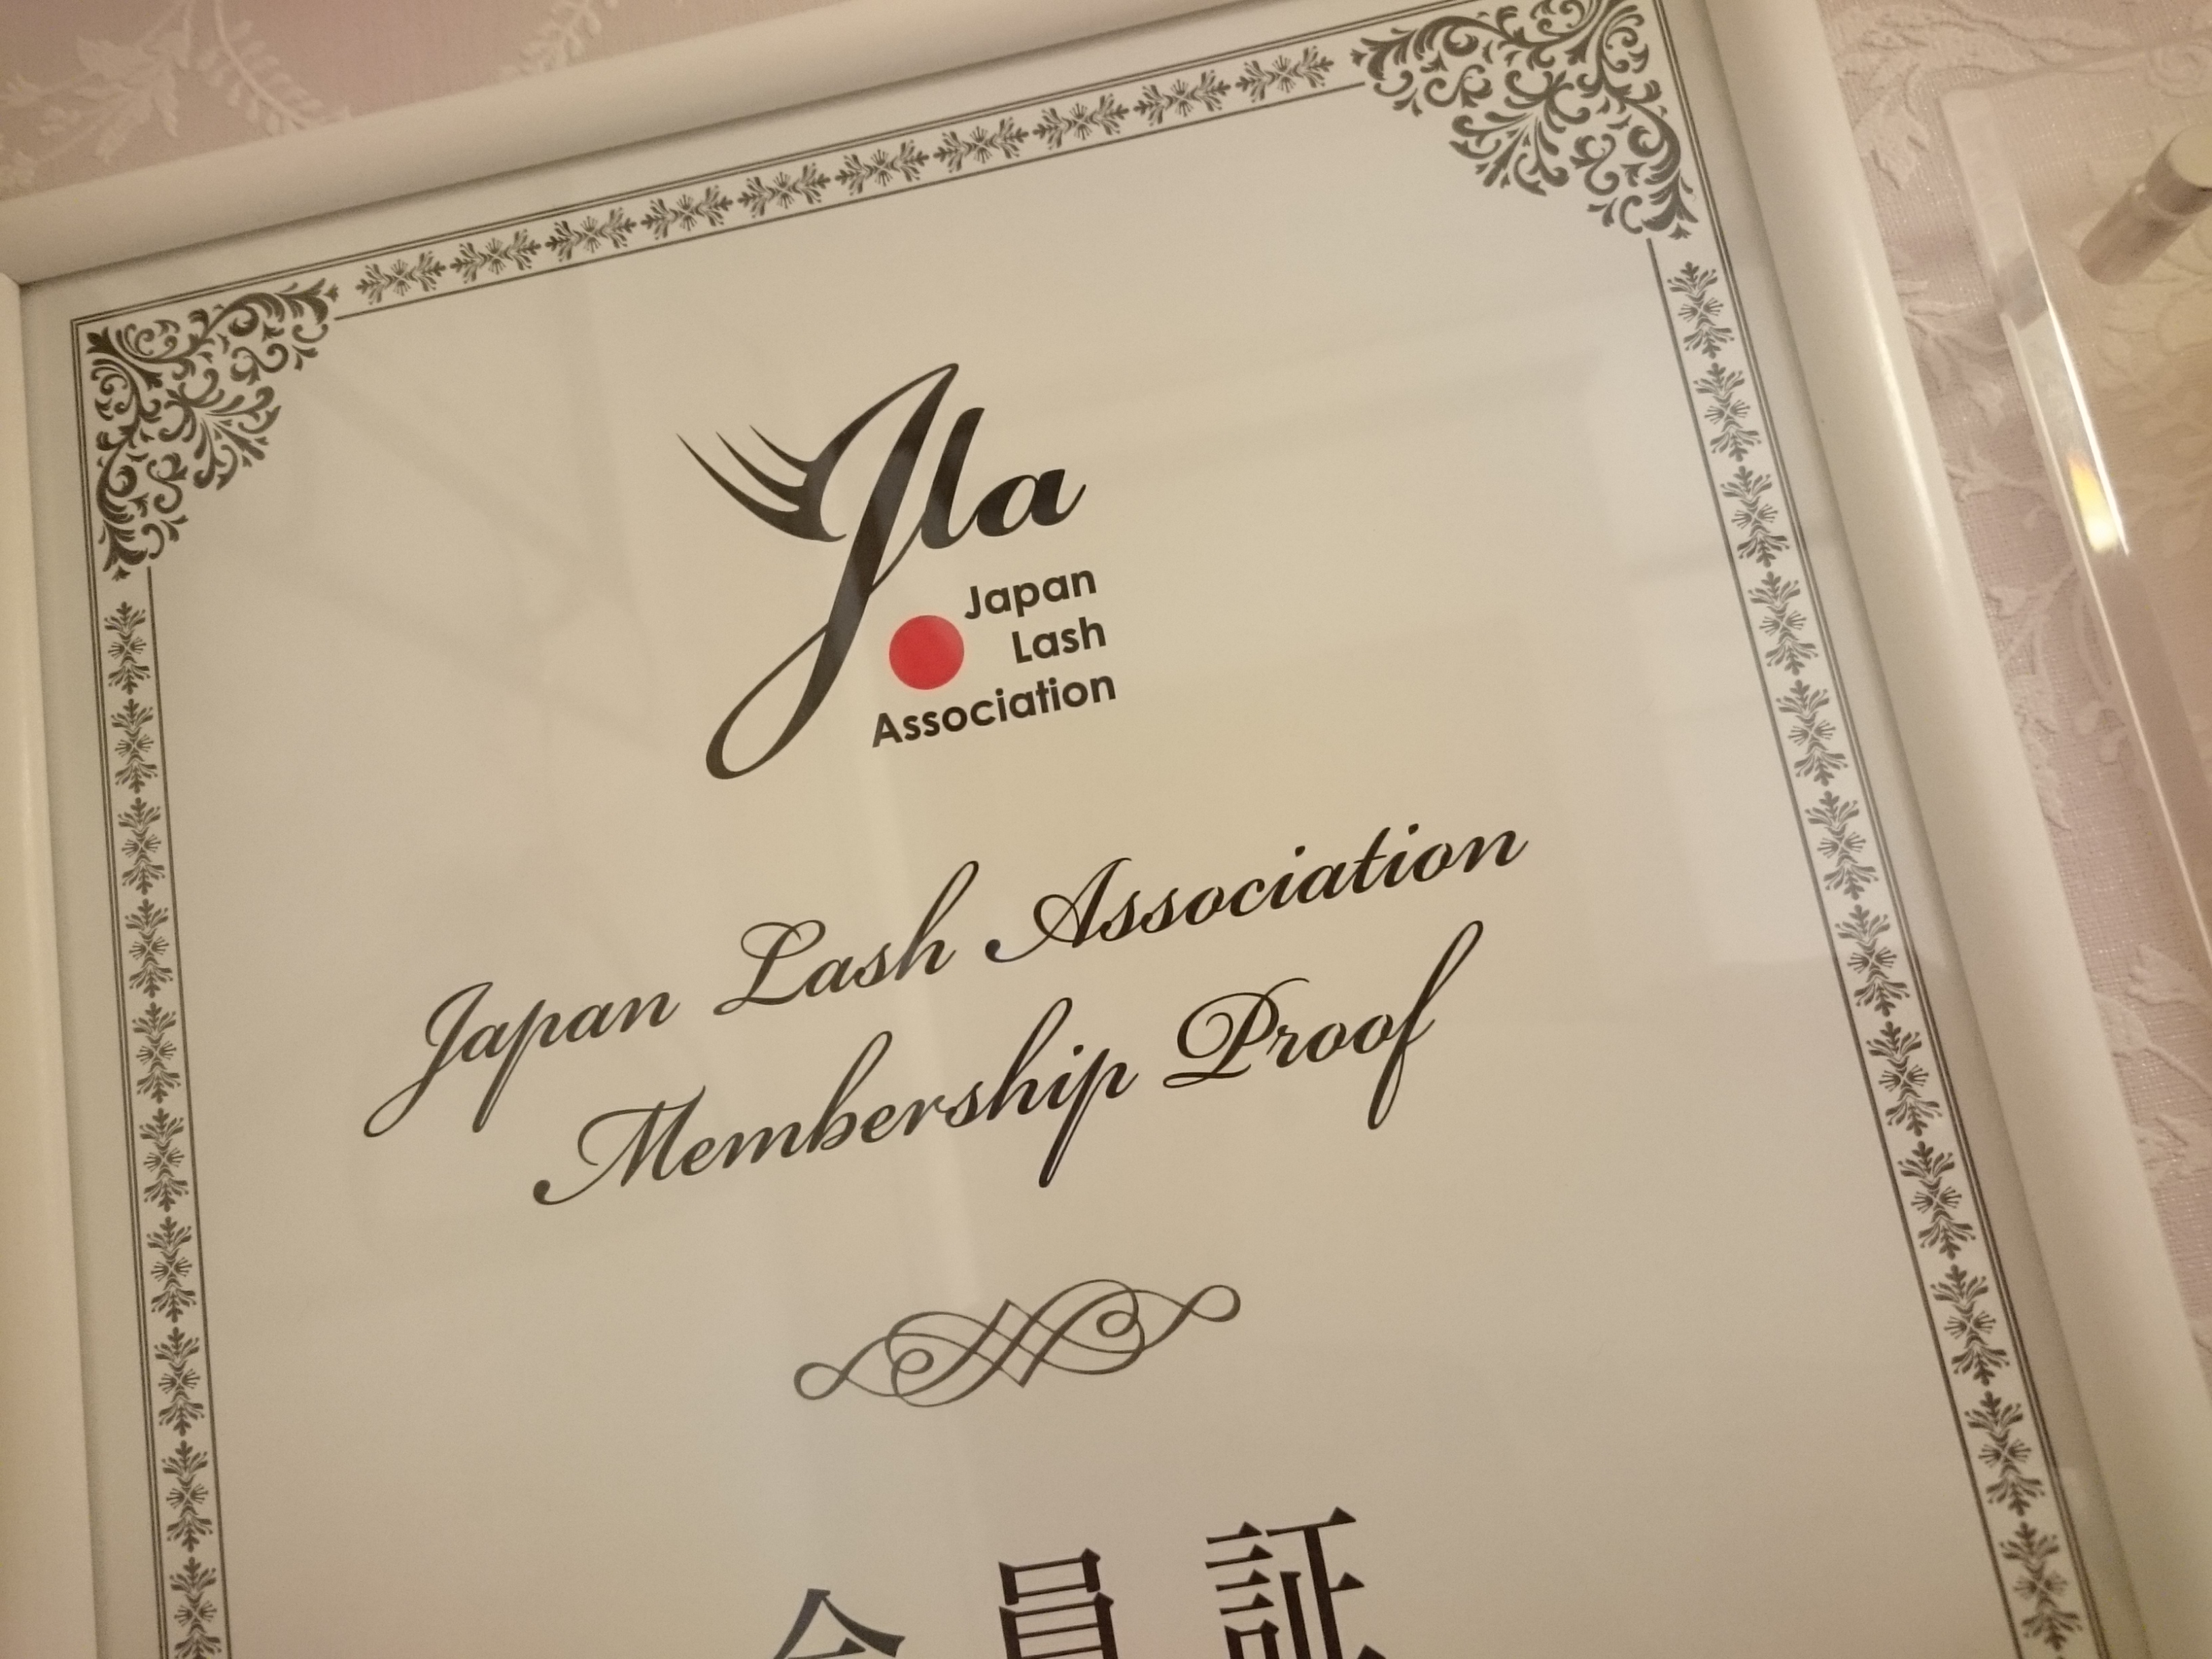 Jla
Japan
Lash
Association
Japan Lash Association
Membership Proof
会員証